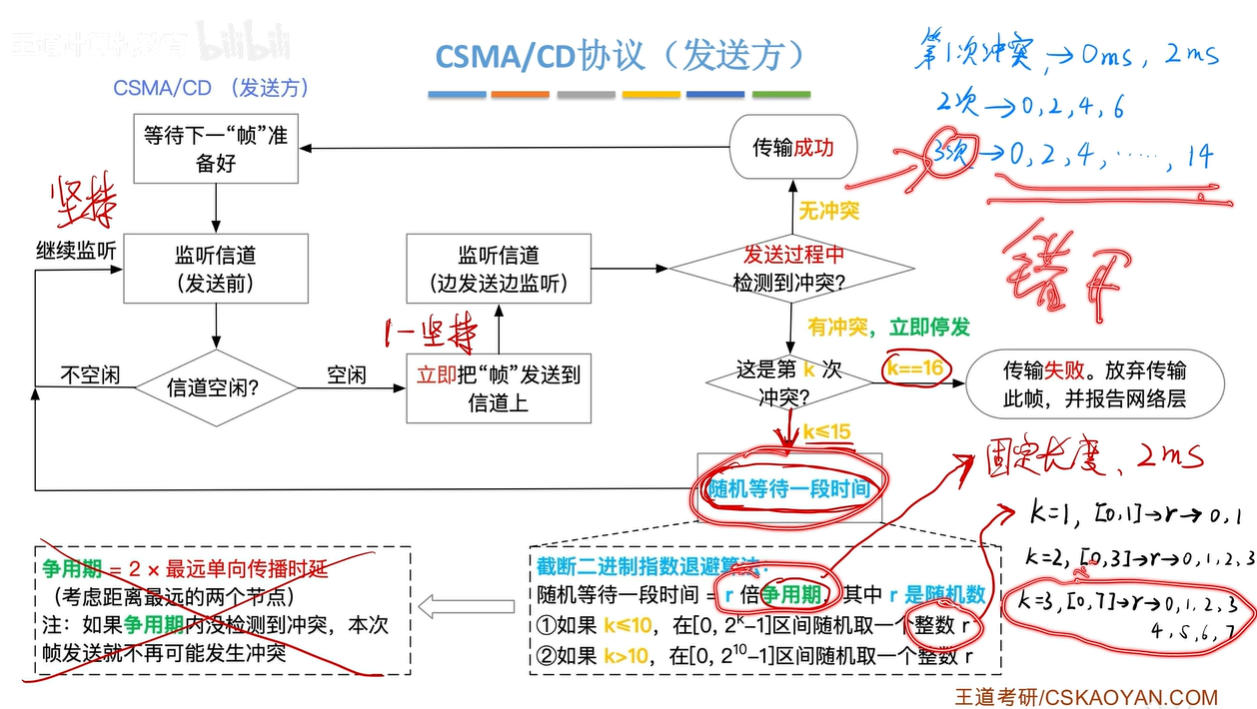 王道计算机教育 bilibili
CSMA/CD协议（发送方）
CSMA/CD （发送方）
等待下一“帧”准
备好
坚持
继续监听
监听信道
（发送前）
不空闲
信道空闲?
空闲
1-坚持
立即把“帧”发送到
信道上
监听信道
（边发送边监听）
传输成功
无冲突
发送过程中
检测到冲突?
有冲突，立即停发
这是第 k 次
冲突?
k==16
传输失败。放弃传输
此帧，并报告网络层
k≤15
随机等待一段时间
第1次冲突，→0ms, 2ms
2次→0,2,4,6
3次→0,2,4,……,14
固定长度、2ms
k=1, [0,1]→r→0,1
k=2, [0,3]→r→0,1,2,3
k=3,[0,7]→r→0,1,2,3
4,5,6,7
争用期 = 2 × 最远单向传播时延
（考虑距离最远的两个节点）
注：如果争用期内没检测到冲突，本次
帧发送就不再可能发生冲突
截断二进制指数退避算法：
随机等待一段时间 = r 倍争用期，其中 r 是随机数
①如果 k≤10，在[0, 2ᵏ–1]区间随机取一个整数 r
②如果 k>10，在[0, 2¹⁰–1]区间随机取一个整数 r
王道考研/CSKAOYAN.COM